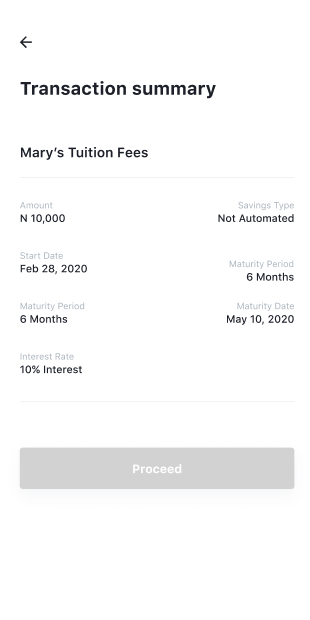 Transaction summary
Mary's Tuition Fees
Amount
N 10,000
Savings Type
Not Automated
Start Date
Feb 28, 2020
Maturity Period
6 Months
Maturity Period
6 Months
Maturity Date
May 10, 2020
Interest Rate
10% Interest
Proceed